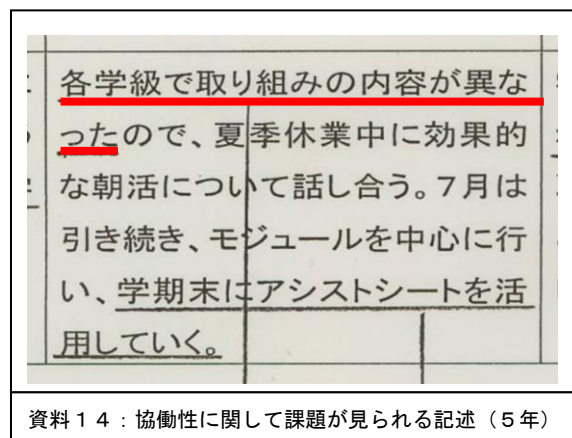 各学級で取り組みの内容が異な
ったので、夏季休業中に効果的
な朝活について話し合う。７月は
引き続き、モジュールを中心に行
い、学期末にアシストシートを活
用していく。
資料１４：協働性に関して課題が見られる記述（５年）